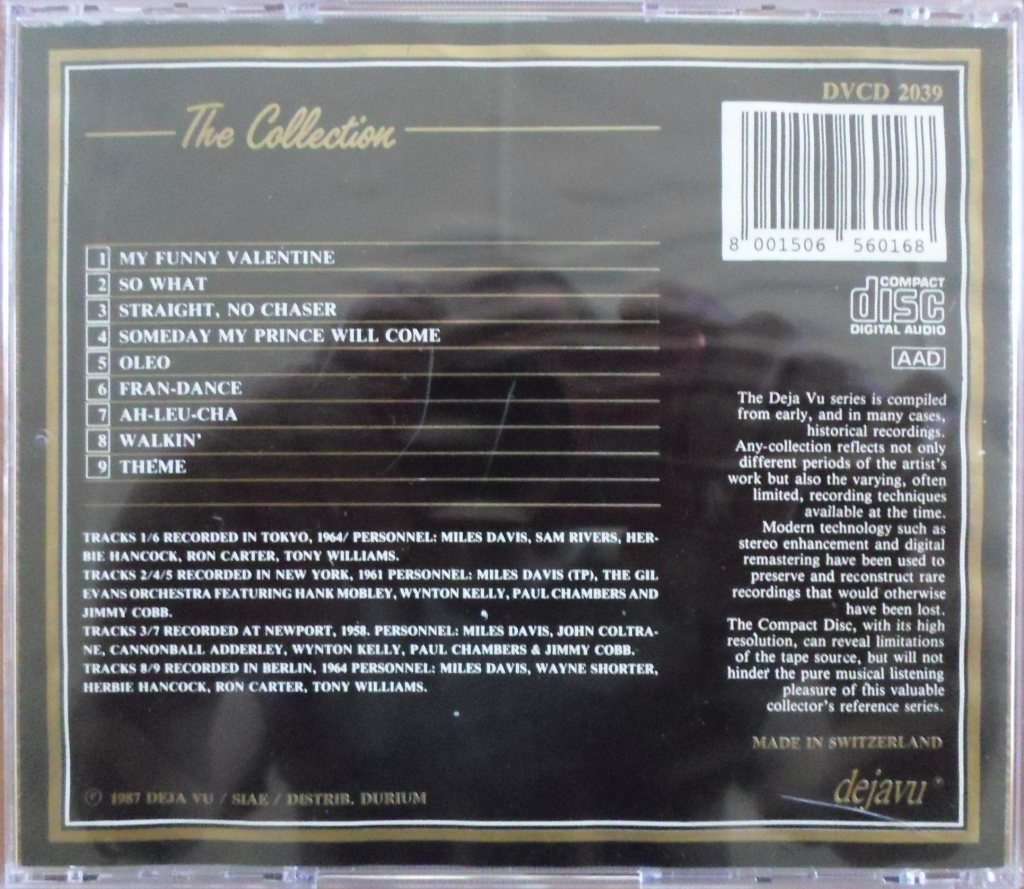 The Collection
DVCD 2039
8 001506 560168
COMPACT
disc
DIGITAL AUDIO
AAD
1 MY FUNNY VALENTINE
2 SO WHAT
3 STRAIGHT, NO CHASER
4 SOMEDAY MY PRINCE WILL COME
5 OLEO
6 FRAN-DANCE
7 AH-LEU-CHA
8 WALKIN'
9 THEME
TRACKS 1/6 RECORDED IN TOKYO, 1964/ PERSONNEL: MILES DAVIS, SAM RIVERS, HER-
BIE HANCOCK, RON CARTER, TONY WILLIAMS.
TRACKS 2/4/5 RECORDED IN NEW YORK, 1961 PERSONNEL: MILES DAVIS (TP), THE GIL
EVANS ORCHESTRA FEATURING HANK MOBLEY, WYNTON KELLY, PAUL CHAMBERS AND
JIMMY COBB.
TRACKS 3/7 RECORDED AT NEWPORT, 1958. PERSONNEL: MILES DAVIS, JOHN COLTRA-
NE, CANNONBALL ADDERLEY, WYNTON KELLY, PAUL CHAMBERS & JIMMY COBB.
TRACKS 8/9 RECORDED IN BERLIN, 1964 PERSONNEL: MILES DAVIS, WAYNE SHORTER,
HERBIE HANCOCK, RON CARTER, TONY WILLIAMS.
The Deja Vu series is compiled
from early, and in many cases,
historical recordings.
Any-collection reflects not only
different periods of the artist's
work but also the varying, often
limited, recording techniques
available at the time.
Modern technology such as
stereo enhancement and digital
remastering have been used to
preserve and reconstruct rare
recordings that would otherwise
have been lost.
The Compact Disc, with its high
resolution, can reveal limitations
of the tape source, but will not
hinder the pure musical listening
pleasure of this valuable
collector's reference series.
MADE IN SWITZERLAND
dejavu
℗ 1987 DEJA VU / SIAE / DISTRIB. DURIUM